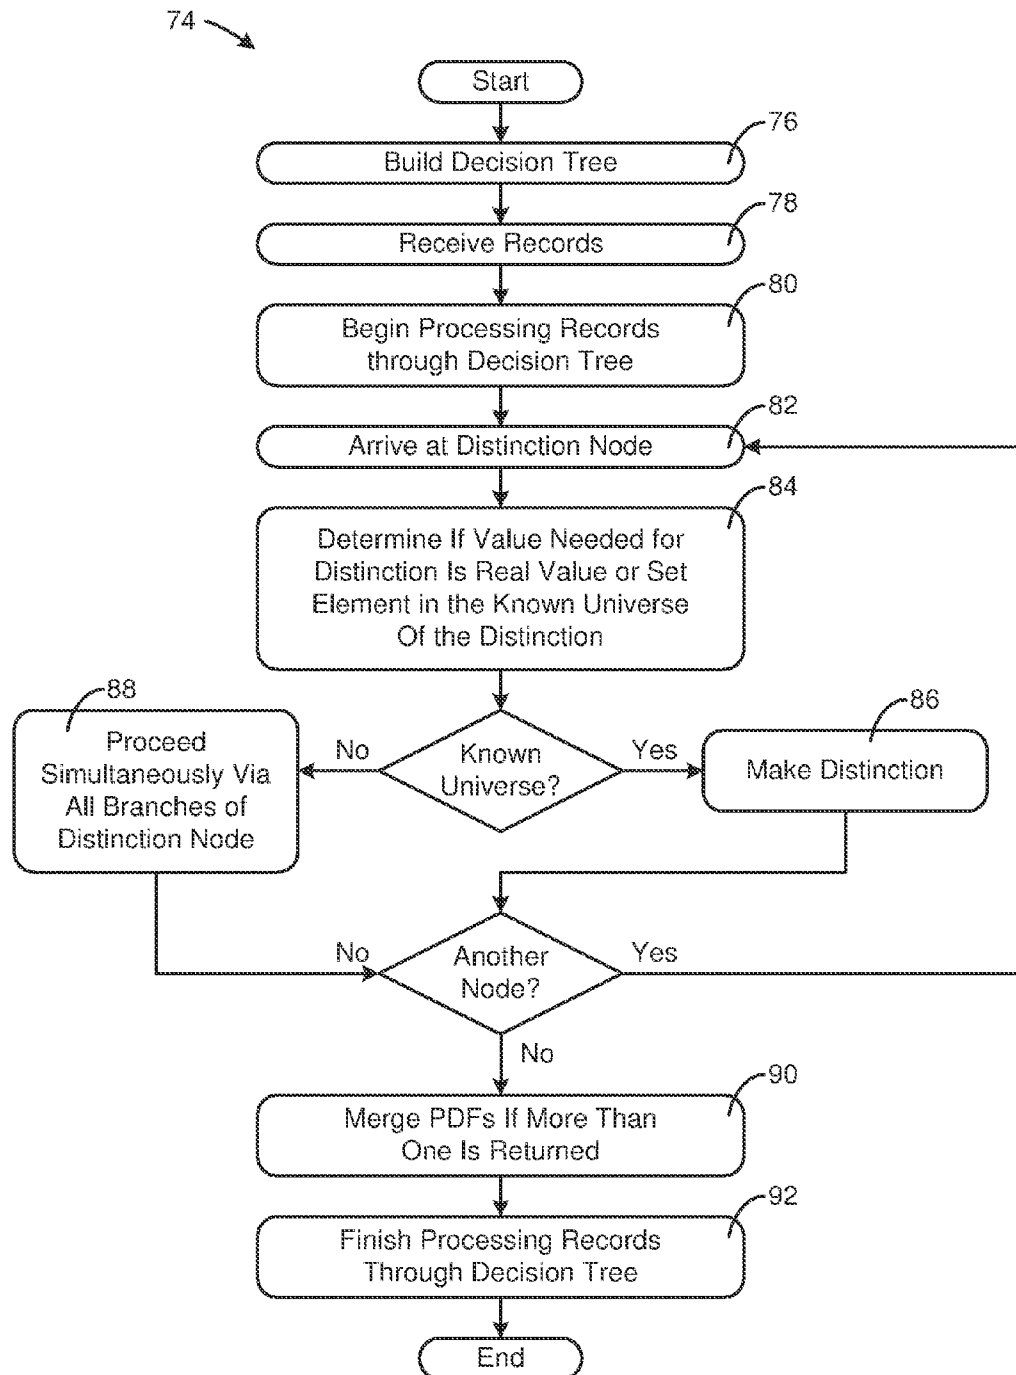 74
Start
76
Build Decision Tree
78
Receive Records
80
Begin Processing Records
through Decision Tree
82
Arrive at Distinction Node
84
Determine If Value Needed for
Distinction Is Real Value or Set
Element in the Known Universe
Of the Distinction
88
Proceed
Simultaneously Via
All Branches of
Distinction Node
No
Known
Universe?
Yes
86
Make Distinction
No
Another
Node?
Yes
No
90
Merge PDFs If More Than
One Is Returned
92
Finish Processing Records
Through Decision Tree
End